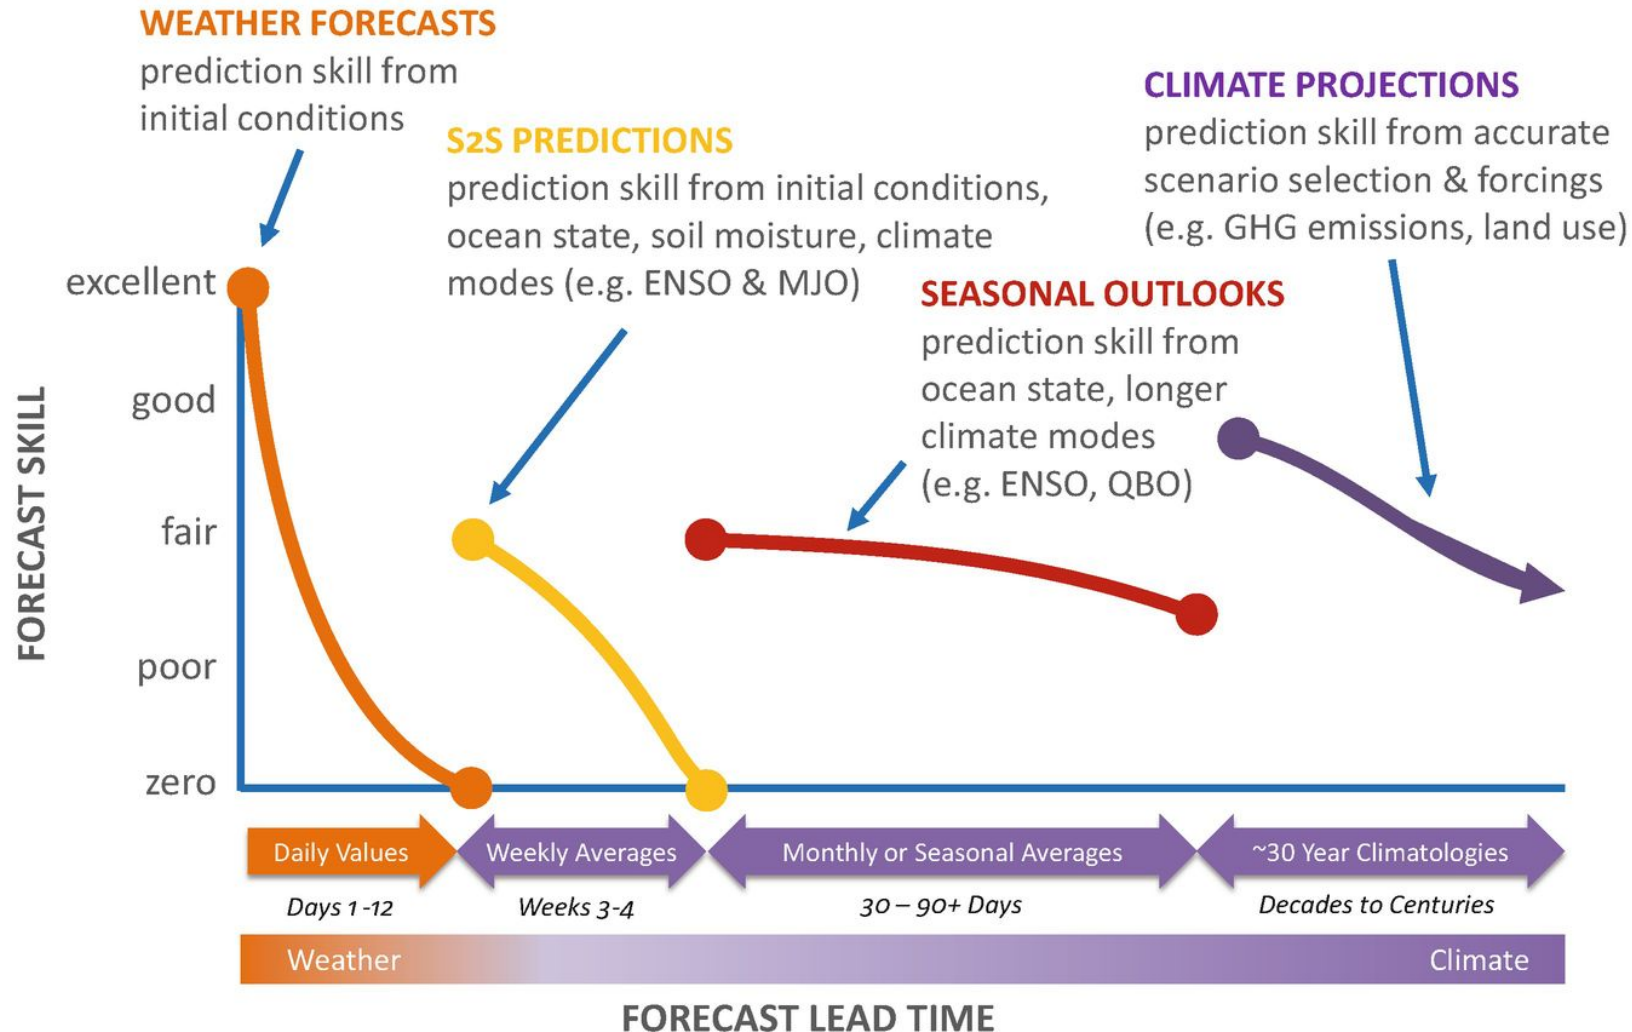 WEATHER FORECASTS
prediction skill from
initial conditions
S2S PREDICTIONS
prediction skill from initial conditions,
ocean state, soil moisture, climate
modes (e.g. ENSO & MJO)
CLIMATE PROJECTIONS
prediction skill from accurate
scenario selection & forcings
(e.g. GHG emissions, land use)
SEASONAL OUTLOOKS
prediction skill from
ocean state, longer
climate modes
(e.g. ENSO, QBO)
FORECAST SKILL
excellent
good
fair
poor
zero
Daily Values
Weekly Averages
Monthly or Seasonal Averages
~30 Year Climatologies
Days 1 -12
Weeks 3-4
30 – 90+ Days
Decades to Centuries
Weather
Climate
FORECAST LEAD TIME